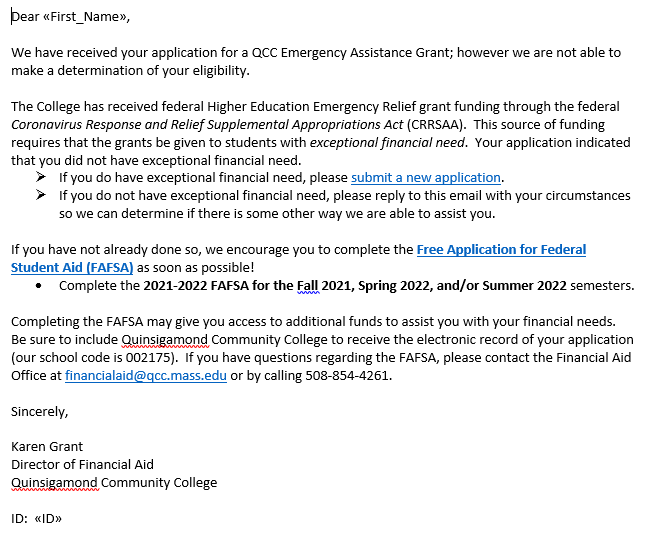 Dear «First_Name»,
We have received your application for a QCC Emergency Assistance Grant; however we are not able to
make a determination of your eligibility.
The College has received federal Higher Education Emergency Relief grant funding through the federal
Coronavirus Response and Relief Supplemental Appropriations Act (CRRSAA).  This source of funding
requires that the grants be given to students with exceptional financial need.  Your application indicated
that you did not have exceptional financial need.
➢ If you do have exceptional financial need, please submit a new application.
➢ If you do not have exceptional financial need, please reply to this email with your circumstances
so we can determine if there is some other way we are able to assist you.
If you have not already done so, we encourage you to complete the Free Application for Federal
Student Aid (FAFSA) as soon as possible!
• Complete the 2021-2022 FAFSA for the Fall 2021, Spring 2022, and/or Summer 2022 semesters.
Completing the FAFSA may give you access to additional funds to assist you with your financial needs.
Be sure to include Quinsigamond Community College to receive the electronic record of your application
(our school code is 002175).  If you have questions regarding the FAFSA, please contact the Financial Aid
Office at financialaid@qcc.mass.edu or by calling 508-854-4261.
Sincerely,
Karen Grant
Director of Financial Aid
Quinsigamond Community College
ID:  «ID»